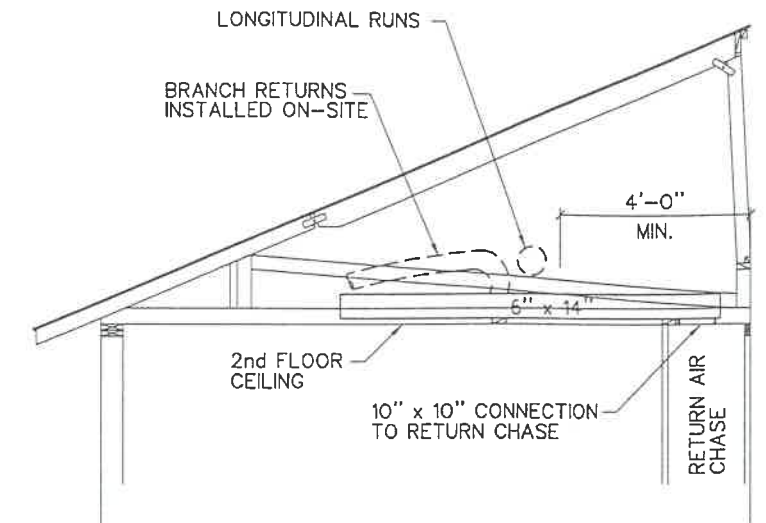 LONGITUDINAL RUNS
BRANCH RETURNS
INSTALLED ON-SITE
4'-0"
MIN.
6" x 14"
2nd FLOOR
CEILING
10" x 10" CONNECTION
TO RETURN CHASE
RETURN AIR
CHASE